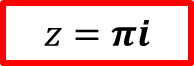 z = πi